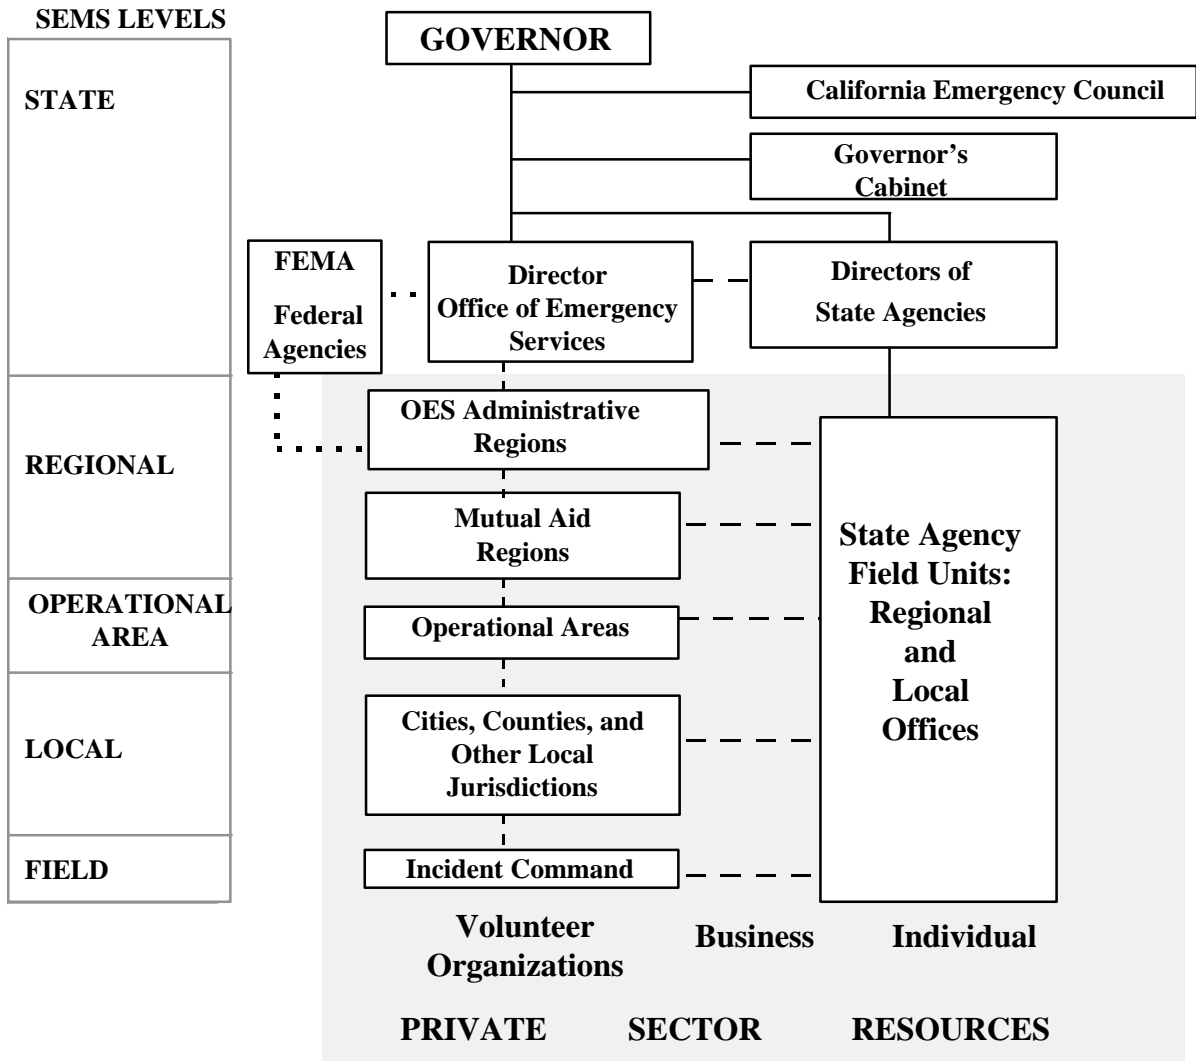 SEMS LEVELS
GOVERNOR
STATE
California Emergency Council
Governor’s
Cabinet
FEMA
Federal
Agencies
Director
Office of Emergency
Services
Directors of
State Agencies
REGIONAL
OES Administrative
Regions
Mutual Aid
Regions
State Agency
Field Units:
Regional
and
Local
Offices
OPERATIONAL
AREA
Operational Areas
LOCAL
Cities, Counties, and
Other Local
Jurisdictions
FIELD
Incident Command
Volunteer
Organizations
Business
Individual
PRIVATE SECTOR RESOURCES